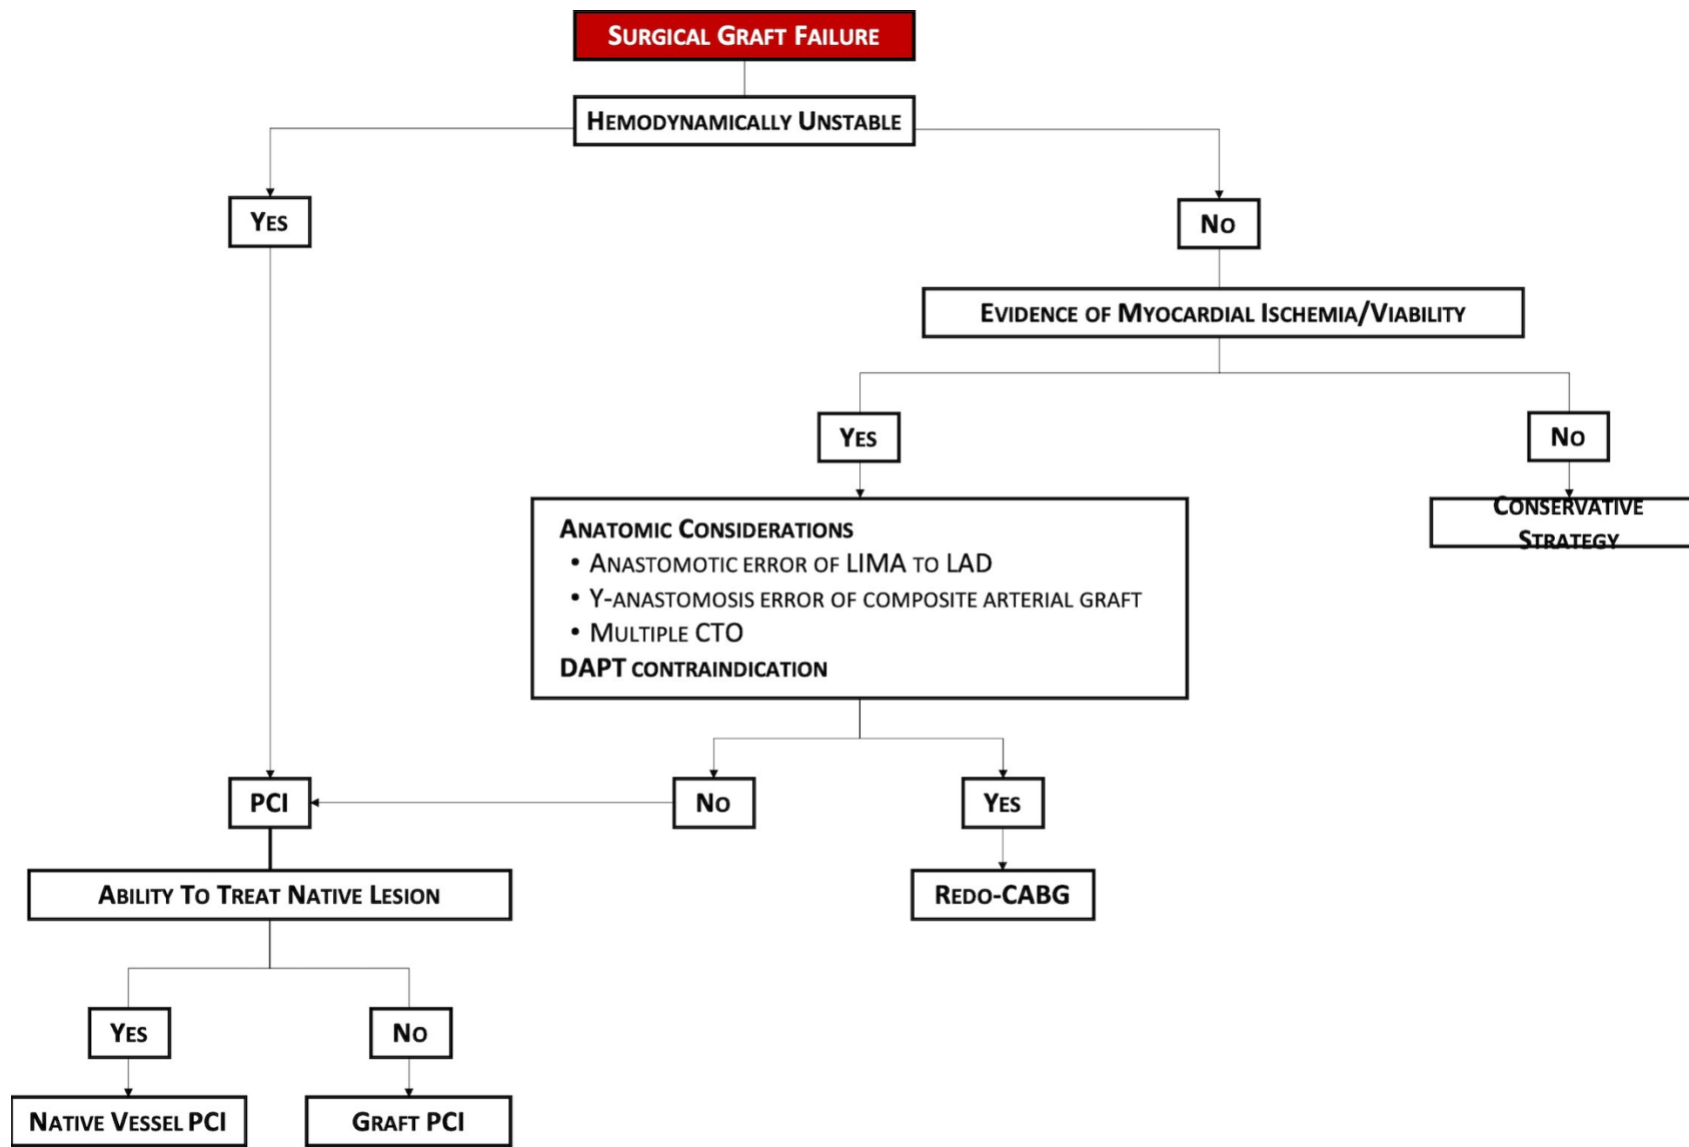 SURGICAL GRAFT FAILURE
HEMODYNAMICALLY UNSTABLE
YES
NO
EVIDENCE OF MYOCARDIAL ISCHEMIA/VIABILITY
YES
NO
ANATOMIC CONSIDERATIONS
• ANASTOMOTIC ERROR OF LIMA TO LAD
• Y-ANASTOMOSIS ERROR OF COMPOSITE ARTERIAL GRAFT
• MULTIPLE CTO
DAPT CONTRAINDICATION
CONSERVATIVE
STRATEGY
PCI
NO
YES
ABILITY TO TREAT NATIVE LESION
REDO-CABG
YES
NO
NATIVE VESSEL PCI
GRAFT PCI